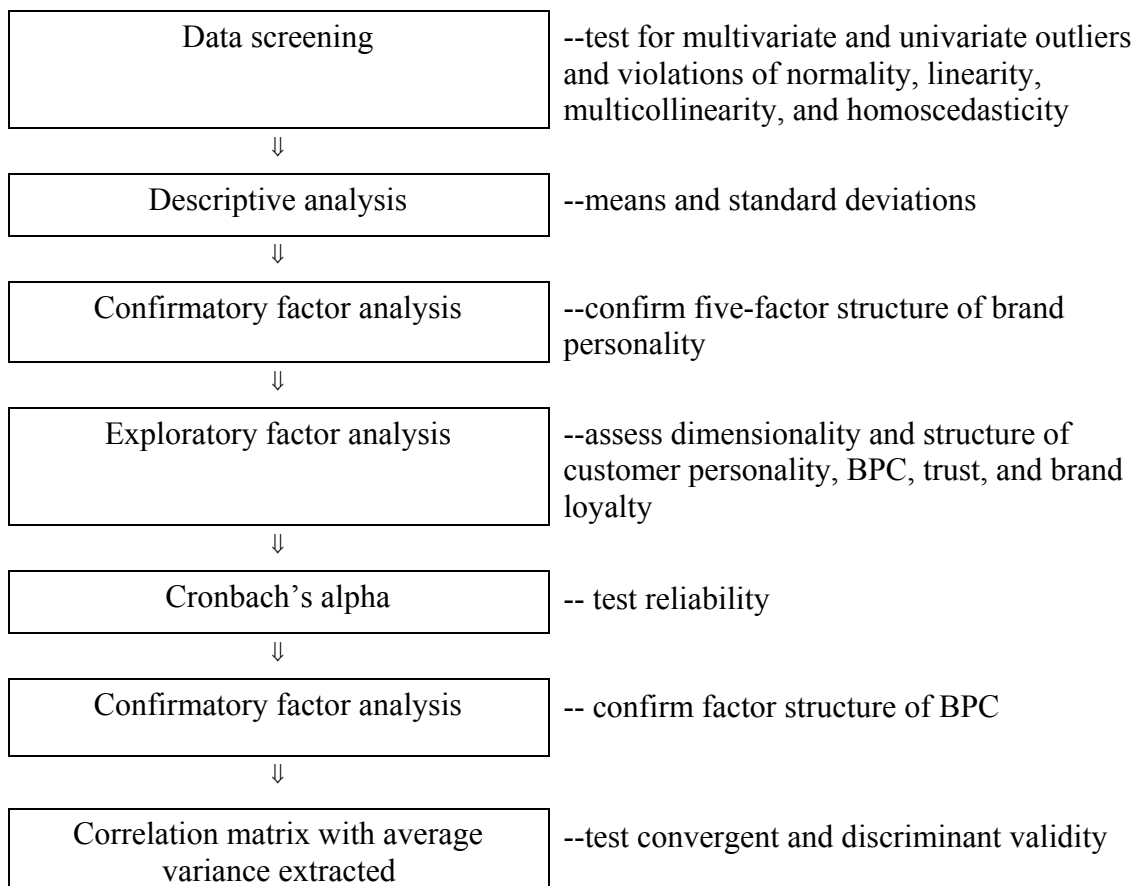 Data screening
--test for multivariate and univariate outliers
and violations of normality, linearity,
multicollinearity, and homoscedasticity
⇓
Descriptive analysis
--means and standard deviations
⇓
Confirmatory factor analysis
--confirm five-factor structure of brand
personality
⇓
Exploratory factor analysis
--assess dimensionality and structure of
customer personality, BPC, trust, and brand
loyalty
⇓
Cronbach’s alpha
-- test reliability
⇓
Confirmatory factor analysis
-- confirm factor structure of BPC
⇓
Correlation matrix with average
variance extracted
--test convergent and discriminant validity